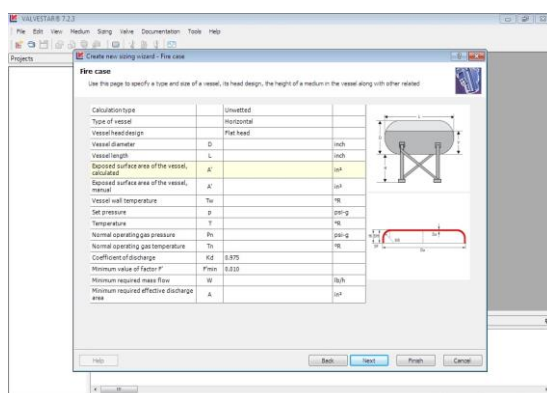 VALVESTAR® 7.2.3
File Edit View Medium Sizing Valve Documentation Tools Help
Projects
Create new sizing wizard - Fire case
Fire case
Use this page to specify a type and size of a vessel, its head design, the height of a medium in the vessel along with other related
Calculation type Unwetted
Type of vessel Horizontal
Vessel head design Flat head
Vessel diameter D inch
Vessel length L inch
Exposed surface area of the vessel, calculated A' in²
Exposed surface area of the vessel, manual A' in²
Vessel wall temperature Tw °R
Set pressure p psi-g
Temperature T °R
Normal operating gas pressure Pn psi-g
Normal operating gas temperature Tn °R
Coefficient of discharge Kd 0.975
Minimum value of factor F' F'min 0.010
Minimum required mass flow W lb/h
Minimum required effective discharge area A in²
L
Help Back Next Finish Cancel